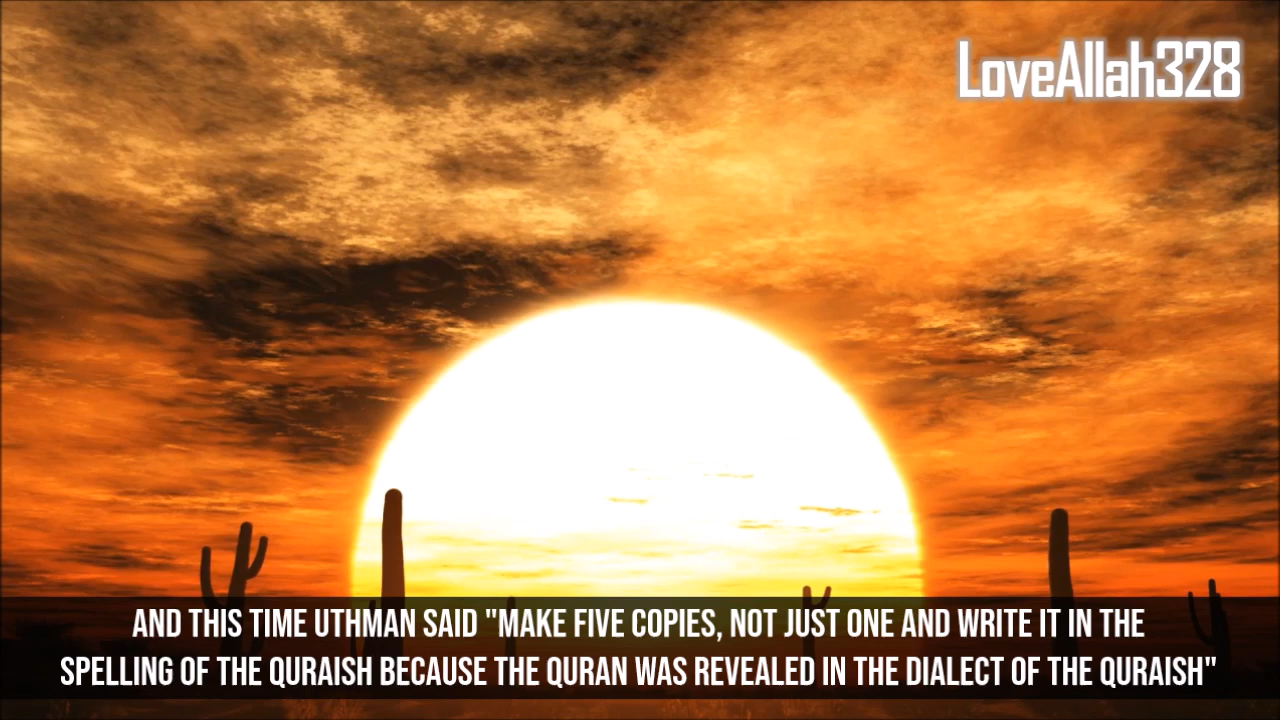 LoveAllah328
AND THIS TIME UTHMAN SAID "MAKE FIVE COPIES, NOT JUST ONE AND WRITE IT IN THE
SPELLING OF THE QURAISH BECAUSE THE QURAN WAS REVEALED IN THE DIALECT OF THE QURAISH"